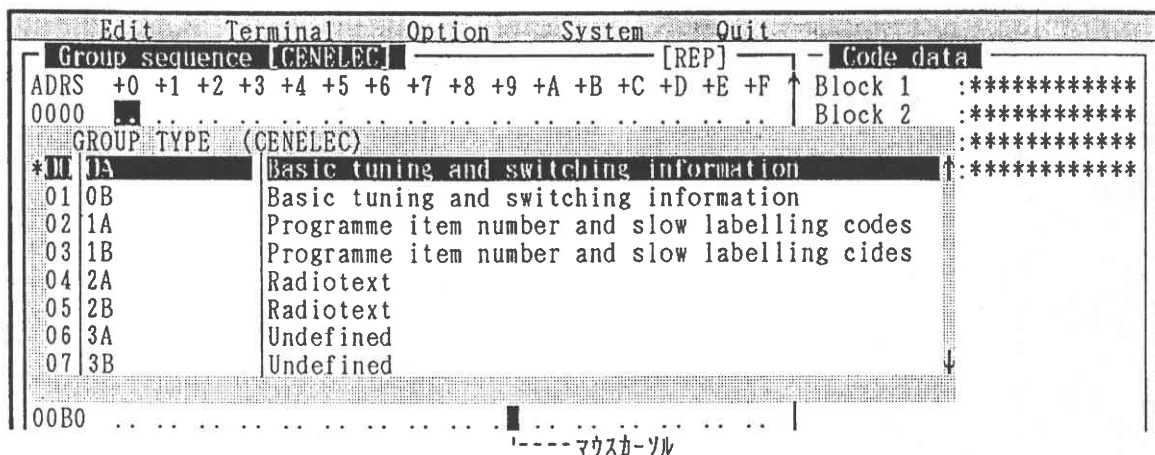 Edit Terminal Option System Quit
Group sequence [CENELEC] [REP] Code data
ADRS +0 +1 +2 +3 +4 +5 +6 +7 +8 +9 +A +B +C +D +E +F ↑ Block 1 :************
0000 .. .. .. .. .. .. .. .. .. .. .. .. .. .. .. .. Block 2 :************
GROUP TYPE (CENELEC) :************
*00 0A Basic tuning and switching information ↑ :************
01 0B Basic tuning and switching information
02 1A Programme item number and slow labelling codes
03 1B Programme item number and slow labelling cides
04 2A Radiotext
05 2B Radiotext
06 3A Undefined
07 3B Undefined ↓
00B0 .. .. .. .. .. .. .. .. .. .. .. .. .. .. .. ..
マウスカーソル